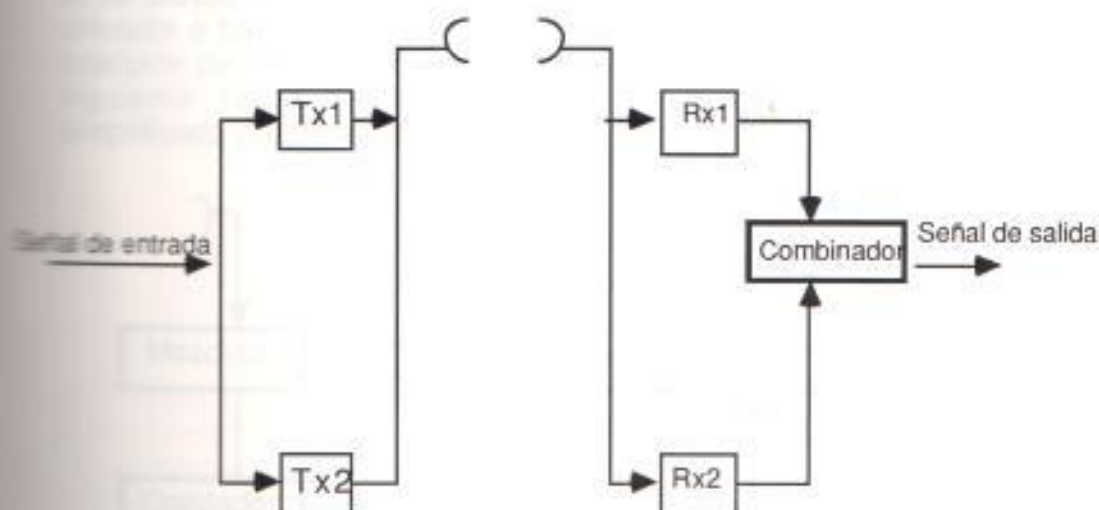 Tx1
Rx1
Señal de entrada
Combinador
Señal de salida
Tx2
Rx2